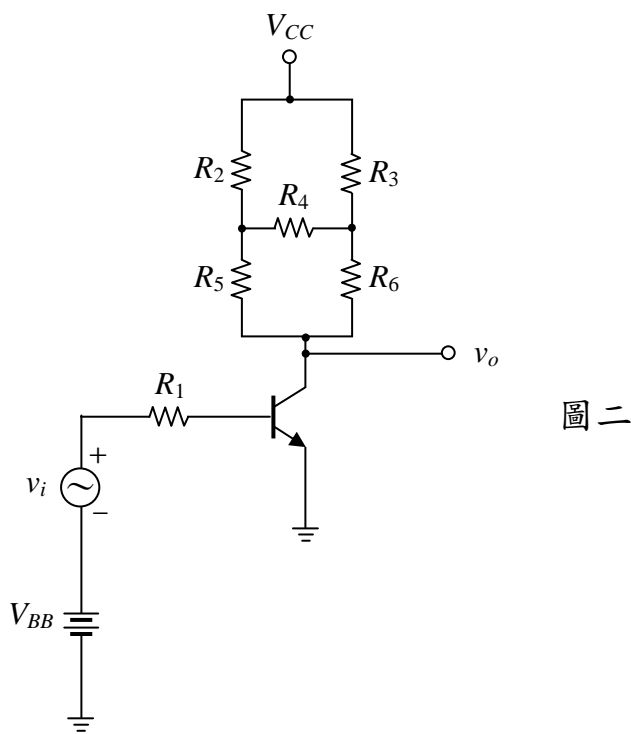 V_CC
R_2
R_3
R_4
R_5
R_6
v_o
R_1
圖二
+
v_i
−
V_BB